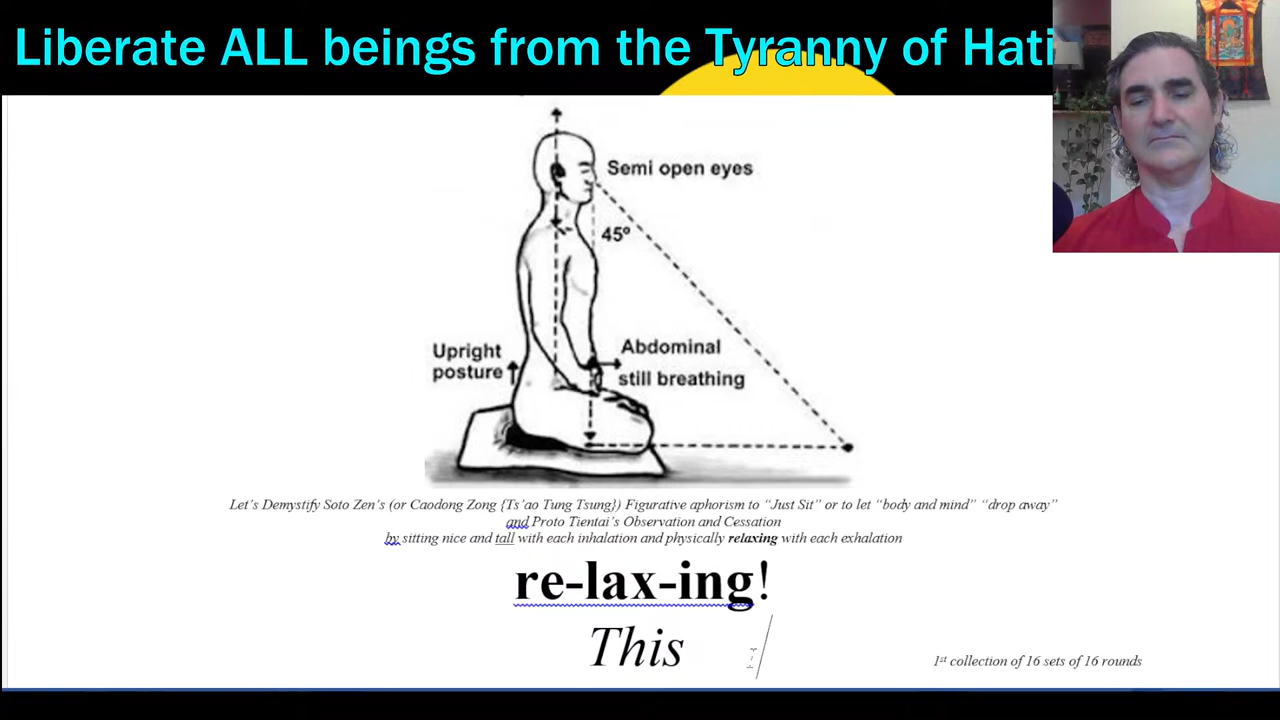 Liberate ALL beings from the Tyranny of Hati
Semi open eyes
45º
Upright
posture
Abdominal
still breathing
Let's Demystify Soto Zen's (or Caodong Zong {Ts'ao Tung Tsung}) Figurative aphorism to “Just Sit” or to let “body and mind” “drop away”
and Proto Tientai's Observation and Cessation
by sitting nice and tall with each inhalation and physically relaxing with each exhalation
re-lax-ing!
This
1st collection of 16 sets of 16 rounds